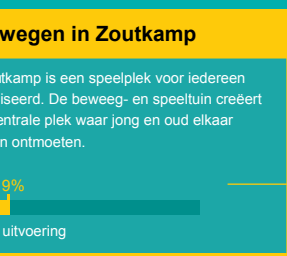 wegen in Zoutkamp
utkamp is een speelplek voor iedereen
iseerd. De beweeg- en speeltuin creëert
entrale plek waar jong en oud elkaar
n ontmoeten.
9%
uitvoering